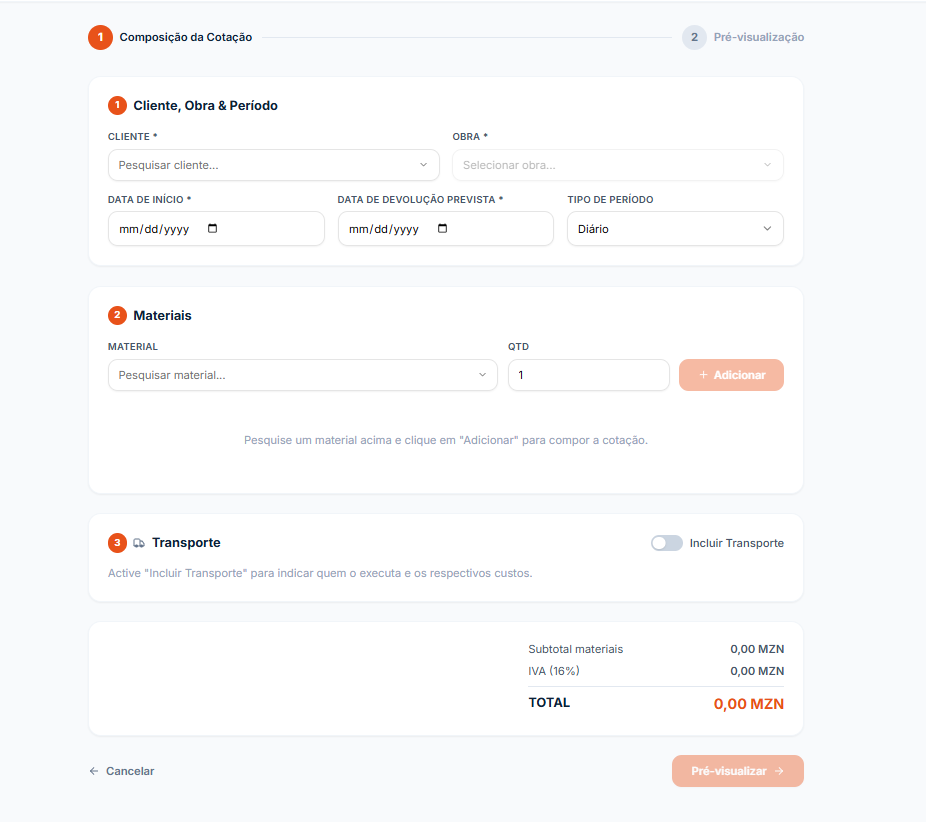 1 Composição da Cotação 2 Pré-visualização
1 Cliente, Obra & Período
CLIENTE * OBRA *
Pesquisar cliente... Selecionar obra...
DATA DE INÍCIO * DATA DE DEVOLUÇÃO PREVISTA * TIPO DE PERÍODO
mm/dd/yyyy mm/dd/yyyy Diário
2 Materiais
MATERIAL QTD
Pesquisar material... 1 + Adicionar
Pesquise um material acima e clique em "Adicionar" para compor a cotação.
3 Transporte Incluir Transporte
Active "Incluir Transporte" para indicar quem o executa e os respectivos custos.
Subtotal materiais 0,00 MZN
IVA (16%) 0,00 MZN
TOTAL 0,00 MZN
← Cancelar Pré-visualizar →